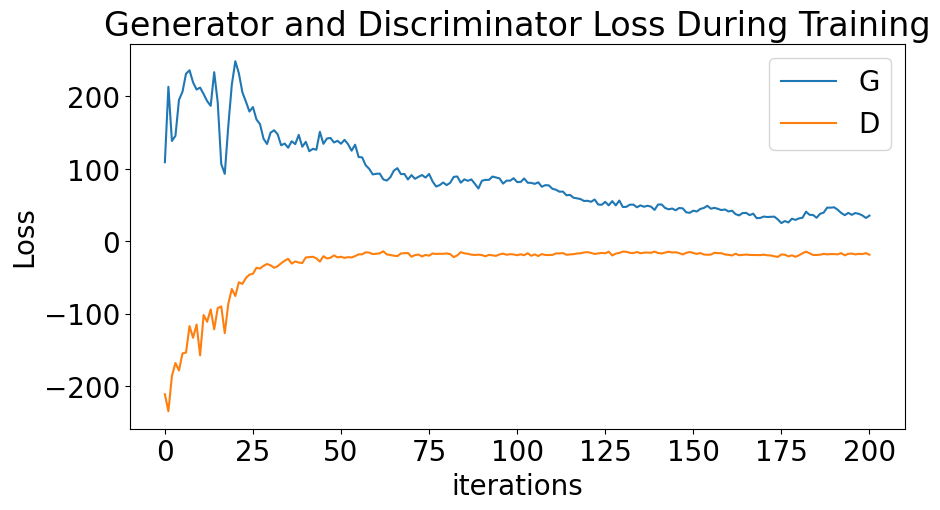 Generator and Discriminator Loss During Training
G
D
Loss
200
100
0
−100
−200
0 25 50 75 100 125 150 175 200
iterations